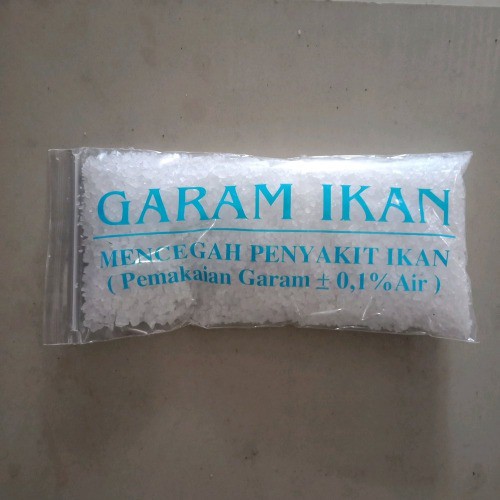 GARAM IKAN
MENCEGAH PENYAKIT IKAN
( Pemakaian Garam ± 0,1% Air )